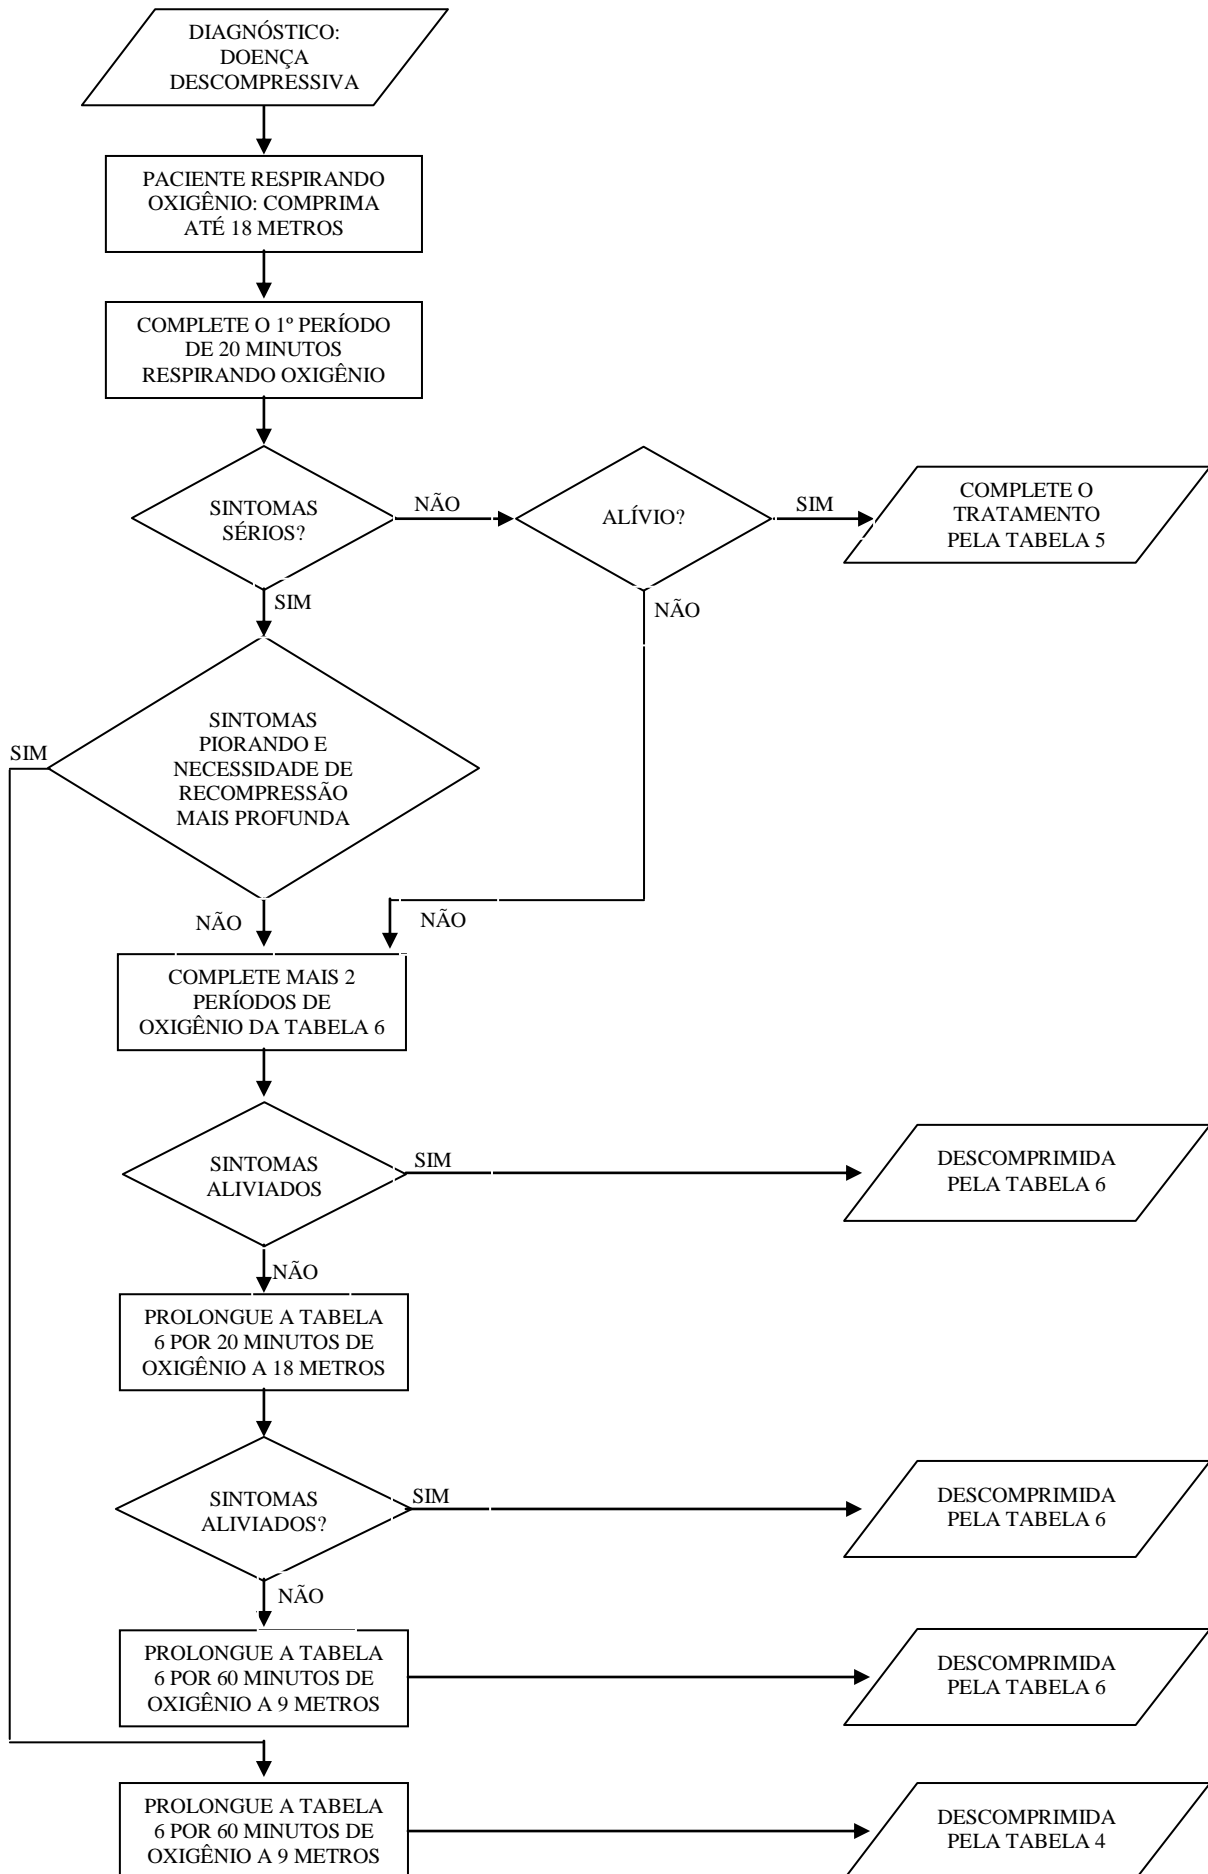 DIAGNÓSTICO:
DOENÇA
DESCOMPRESSIVA
PACIENTE RESPIRANDO
OXIGÊNIO: COMPRIMA
ATÉ 18 METROS
COMPLETE O 1º PERÍODO
DE 20 MINUTOS
RESPIRANDO OXIGÊNIO
SINTOMAS
SÉRIOS?
NÃO
ALÍVIO?
SIM
COMPLETE O
TRATAMENTO
PELA TABELA 5
SIM
NÃO
SINTOMAS
PIORANDO E
NECESSIDADE DE
RECOMPRESSÃO
MAIS PROFUNDA
SIM
NÃO
NÃO
COMPLETE MAIS 2
PERÍODOS DE
OXIGÊNIO DA TABELA 6
SINTOMAS
ALIVIADOS
SIM
DESCOMPRIMIDA
PELA TABELA 6
NÃO
PROLONGUE A TABELA
6 POR 20 MINUTOS DE
OXIGÊNIO A 18 METROS
SINTOMAS
ALIVIADOS?
SIM
DESCOMPRIMIDA
PELA TABELA 6
NÃO
PROLONGUE A TABELA
6 POR 60 MINUTOS DE
OXIGÊNIO A 9 METROS
DESCOMPRIMIDA
PELA TABELA 6
PROLONGUE A TABELA
6 POR 60 MINUTOS DE
OXIGÊNIO A 9 METROS
DESCOMPRIMIDA
PELA TABELA 4